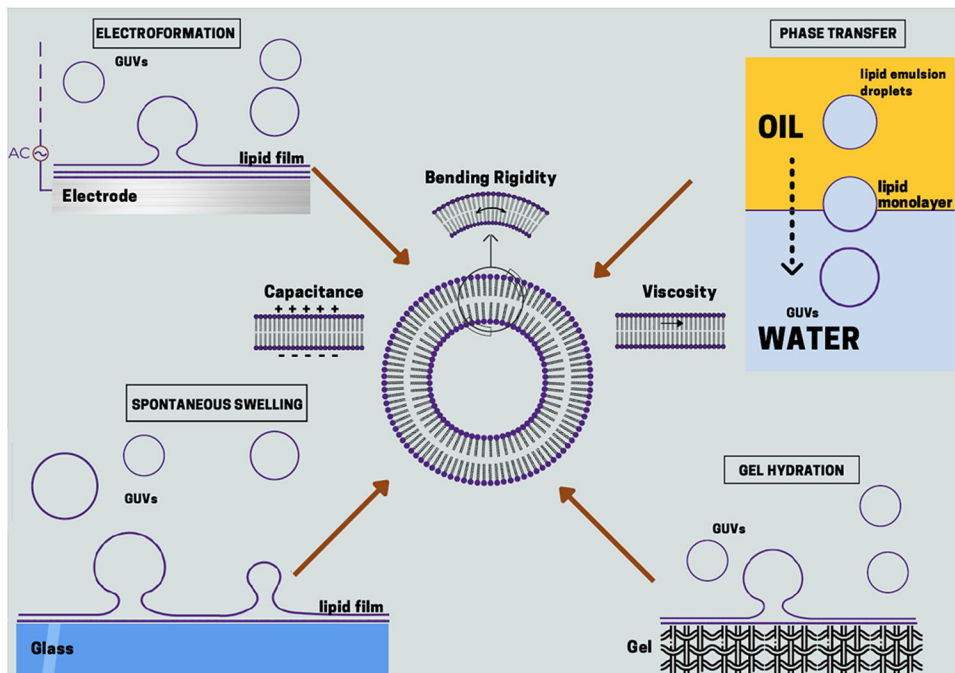 ELECTROFORMATION
GUVs
AC
lipid film
Electrode
PHASE TRANSFER
lipid emulsion
droplets
OIL
lipid
monolayer
GUVs
WATER
Bending Rigidity
Capacitance
+ + + + +
- - - - -
Viscosity
SPONTANEOUS SWELLING
GUVs
lipid film
Glass
GEL HYDRATION
GUVs
Gel